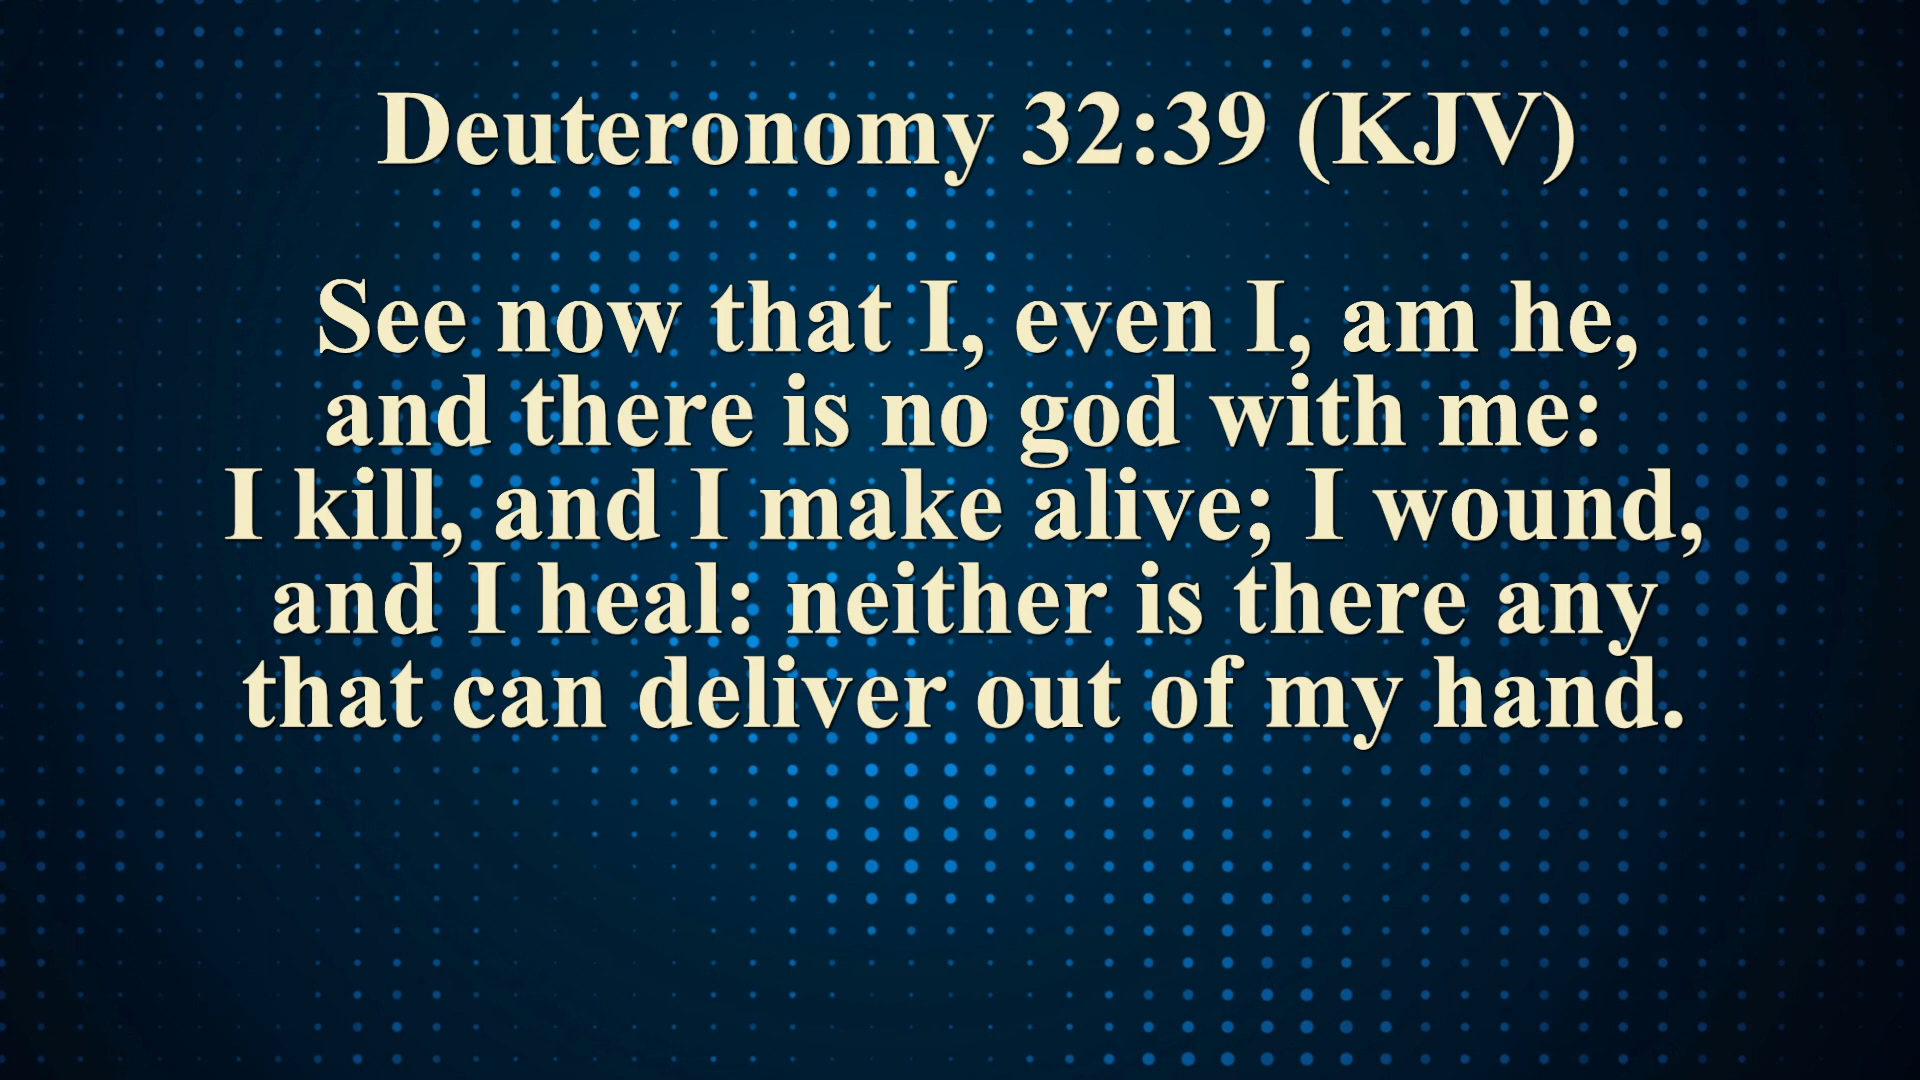 Deuteronomy 32:39 (KJV)
See now that I, even I, am he,
and there is no god with me:
I kill, and I make alive; I wound,
and I heal: neither is there any
that can deliver out of my hand.